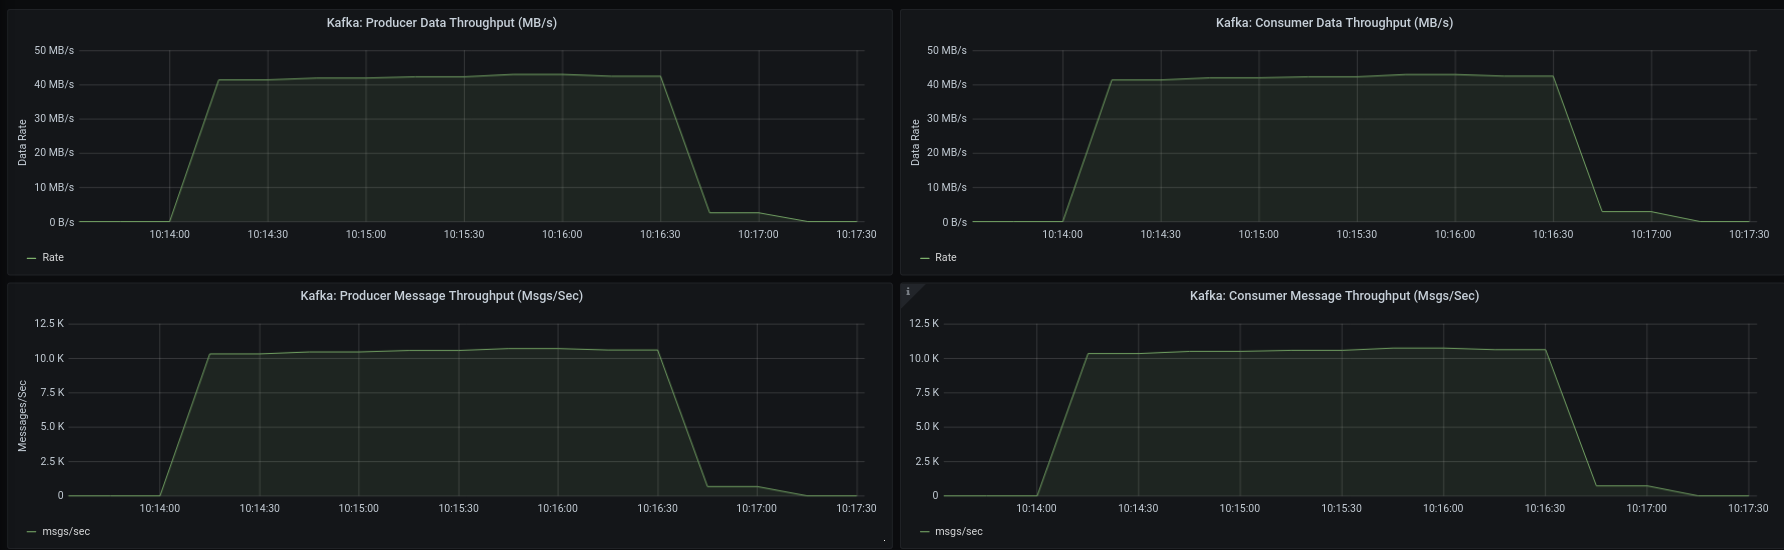 Kafka: Producer Data Throughput (MB/s)
50 MB/s
40 MB/s
30 MB/s
20 MB/s
10 MB/s
0 B/s
Data Rate
10:14:00 10:14:30 10:15:00 10:15:30 10:16:00 10:16:30 10:17:00 10:17:30
Rate
Kafka: Consumer Data Throughput (MB/s)
50 MB/s
40 MB/s
30 MB/s
20 MB/s
10 MB/s
0 B/s
Data Rate
10:14:00 10:14:30 10:15:00 10:15:30 10:16:00 10:16:30 10:17:00 10:17:30
Rate
Kafka: Producer Message Throughput (Msgs/Sec)
12.5 K
10.0 K
7.5 K
5.0 K
2.5 K
0
Messages/Sec
10:14:00 10:14:30 10:15:00 10:15:30 10:16:00 10:16:30 10:17:00 10:17:30
msgs/sec
i
Kafka: Consumer Message Throughput (Msgs/Sec)
12.5 K
10.0 K
7.5 K
5.0 K
2.5 K
0
10:14:00 10:14:30 10:15:00 10:15:30 10:16:00 10:16:30 10:17:00 10:17:30
msgs/sec